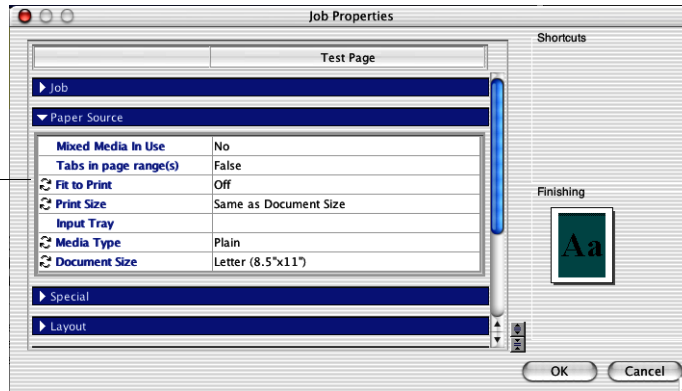 Job Properties
Test Page
Shortcuts
Job
Paper Source
Mixed Media In Use No
Tabs in page range(s) False
Fit to Print Off
Print Size Same as Document Size
Input Tray
Media Type Plain
Document Size Letter (8.5"x11")
Finishing
Aa
Special
Layout
OK Cancel